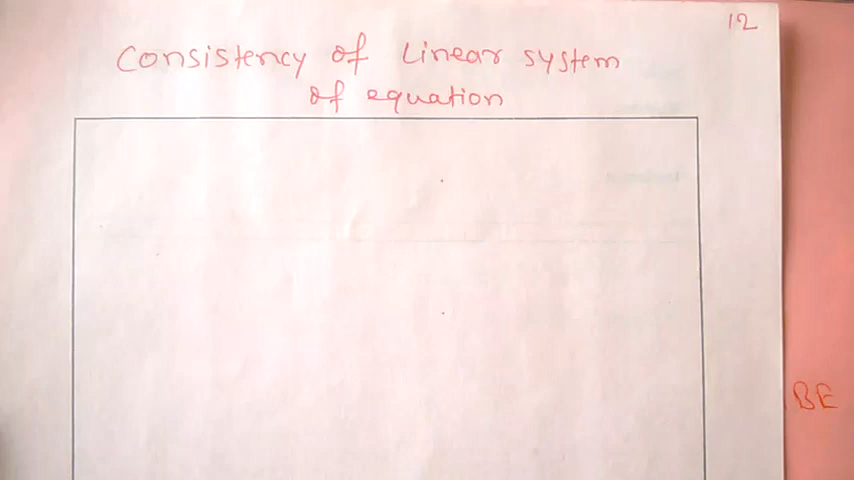 12
Consistency of Linear system
of equation
BE